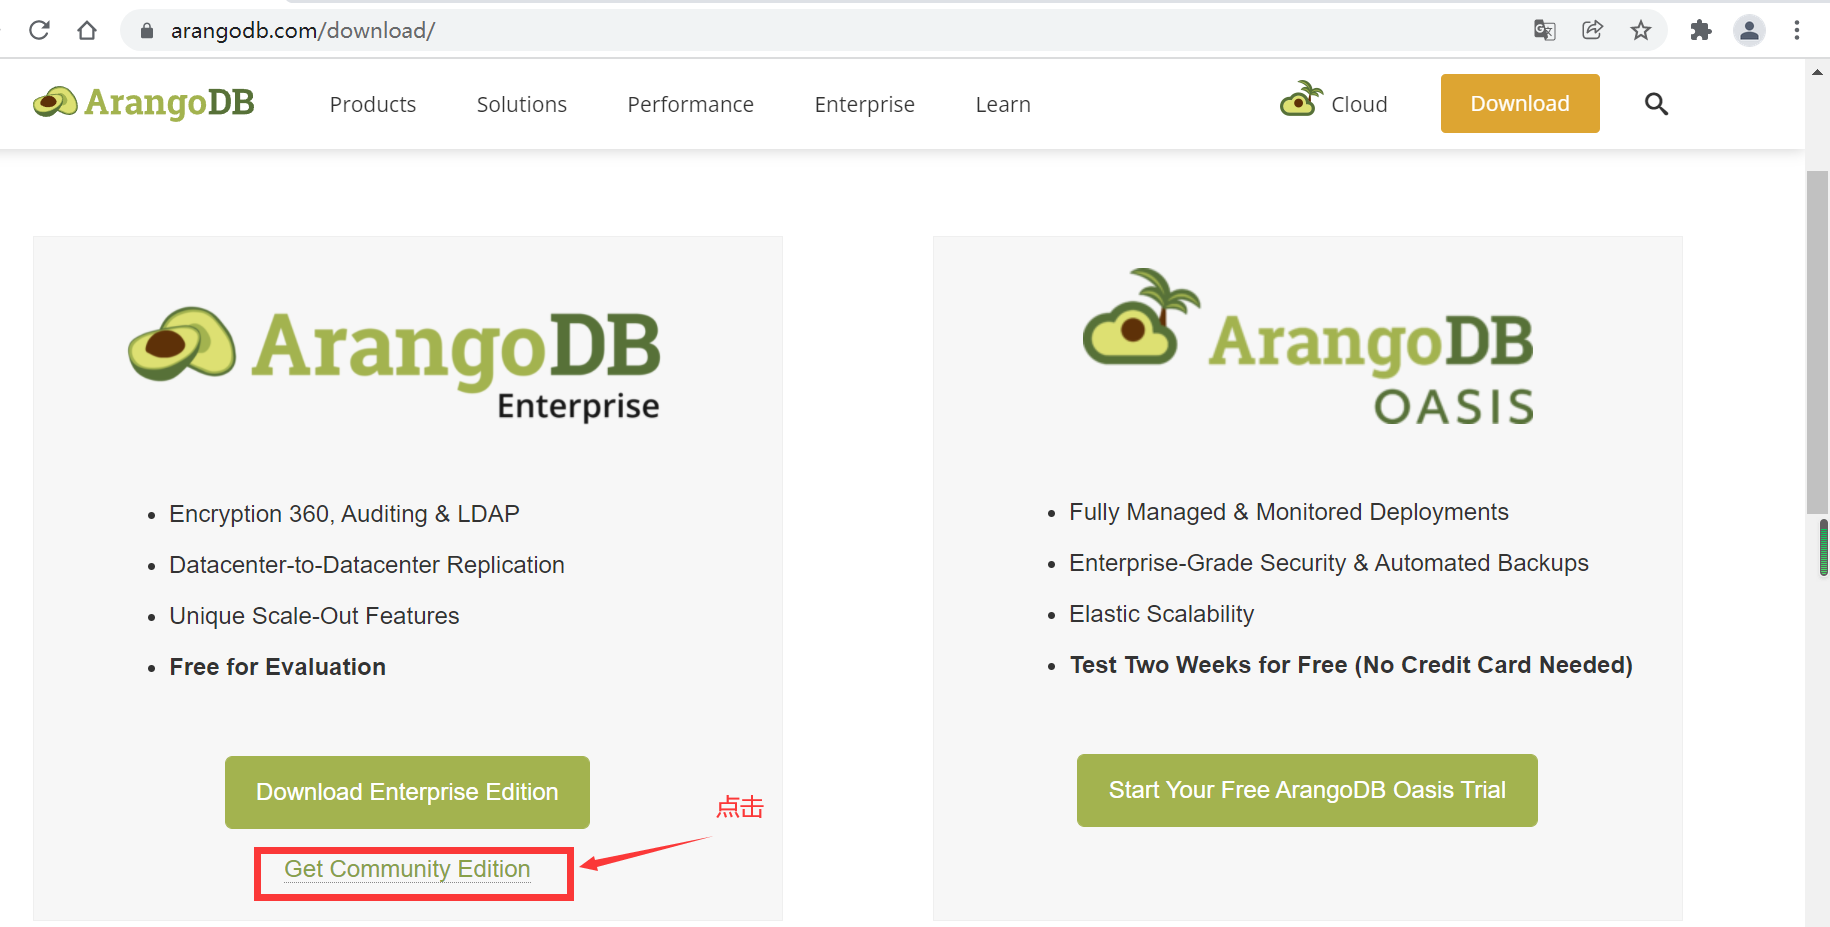 arangodb.com/download/
ArangoDB
Products
Solutions
Performance
Enterprise
Learn
Cloud
Download
ArangoDB
Enterprise
Encryption 360, Auditing & LDAP
Datacenter-to-Datacenter Replication
Unique Scale-Out Features
Free for Evaluation
Download Enterprise Edition
点击
Get Community Edition
ArangoDB
OASIS
Fully Managed & Monitored Deployments
Enterprise-Grade Security & Automated Backups
Elastic Scalability
Test Two Weeks for Free (No Credit Card Needed)
Start Your Free ArangoDB Oasis Trial